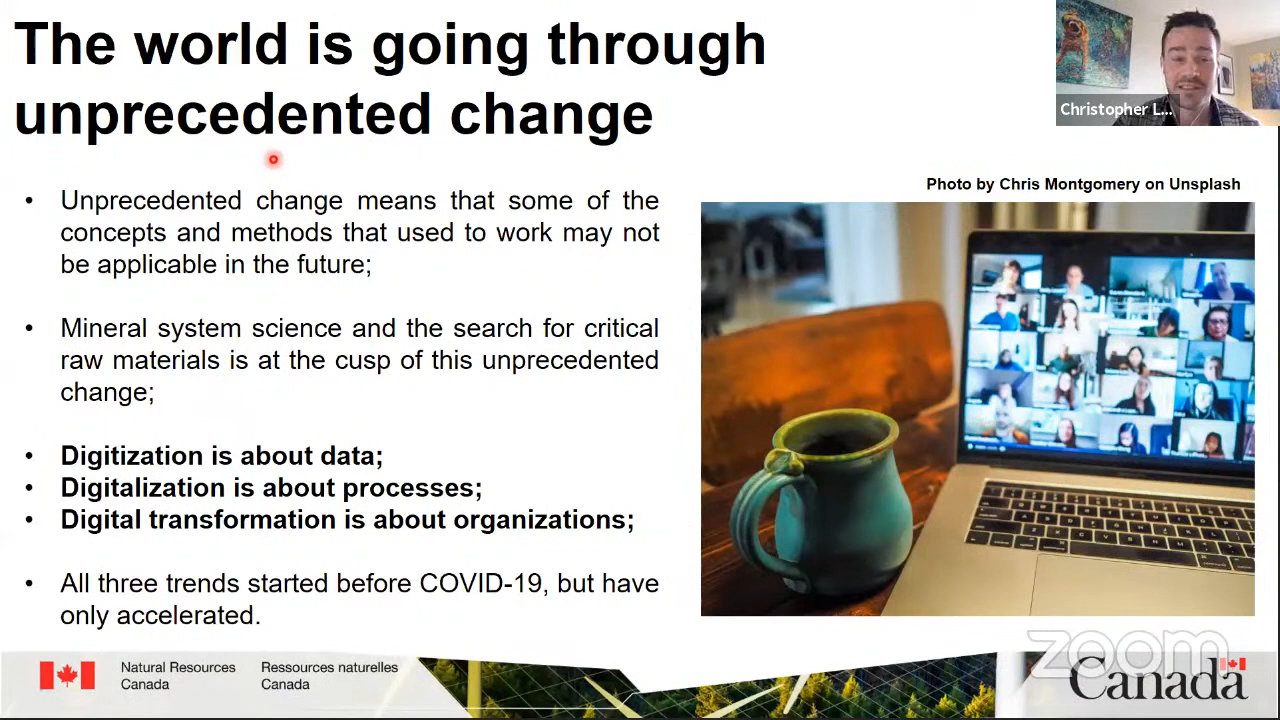 The world is going through
unprecedented change
Christopher L...
Photo by Chris Montgomery on Unsplash
• Unprecedented change means that some of the
concepts and methods that used to work may not
be applicable in the future;
• Mineral system science and the search for critical
raw materials is at the cusp of this unprecedented
change;
• Digitization is about data;
• Digitalization is about processes;
• Digital transformation is about organizations;
• All three trends started before COVID-19, but have
only accelerated.
Natural Resources
Canada
Ressources naturelles
Canada
zoom
Canada